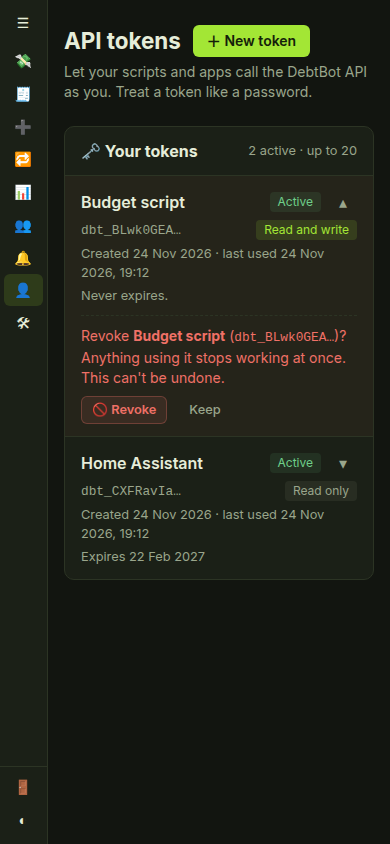 API tokens
+ New token
Let your scripts and apps call the DebtBot API
as you. Treat a token like a password.
Your tokens
2 active · up to 20
Budget script
Active
dbt_BLwk0GEA…
Read and write
Created 24 Nov 2026 · last used 24 Nov
2026, 19:12
Never expires.
Revoke Budget script (dbt_BLwk0GEA…)?
Anything using it stops working at once.
This can't be undone.
Revoke
Keep
Home Assistant
Active
dbt_CXFRavIa…
Read only
Created 24 Nov 2026 · last used 24 Nov
2026, 19:12
Expires 22 Feb 2027